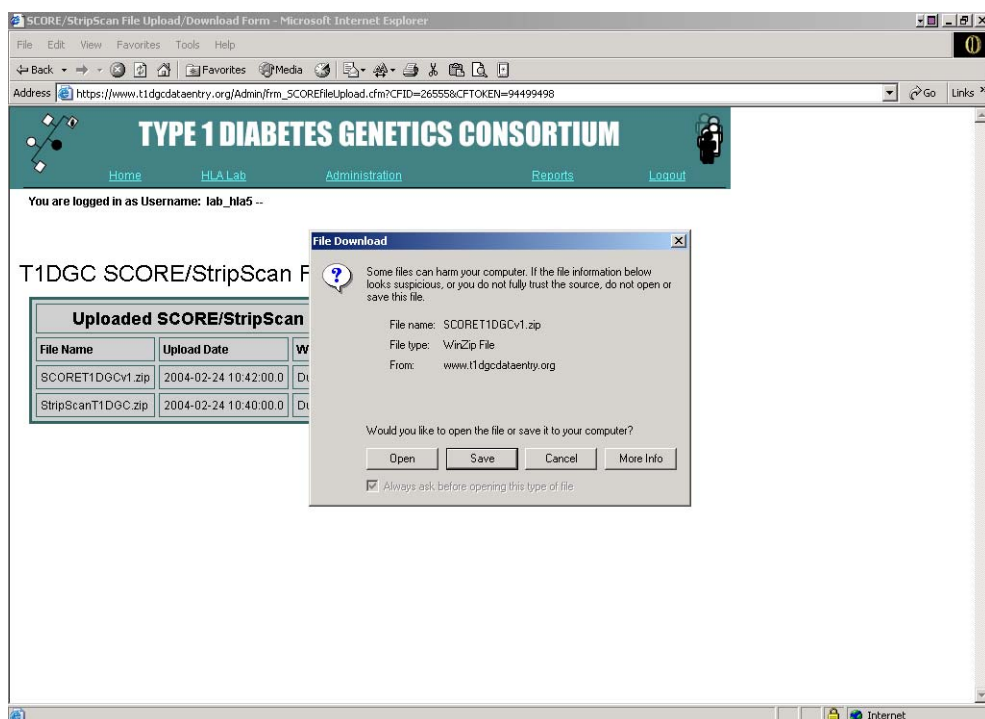 SCORE/StripScan File Upload/Download Form - Microsoft Internet Explorer
File Edit View Favorites Tools Help
Back Favorites Media
Address https://www.t1dgcdataentry.org/Admin/frm_SCOREfileUpload.cfm?CFID=26555&CFTOKEN=94499498 Go Links »
TYPE 1 DIABETES GENETICS CONSORTIUM
Home HLA Lab Administration Reports Logout
You are logged in as Username: lab_hla5 --
T1DGC SCORE/StripScan F
Uploaded SCORE/StripScan
File Name Upload Date W
SCORET1DGCv1.zip 2004-02-24 10:42:00.0 Du
StripScanT1DGC.zip 2004-02-24 10:40:00.0 Du
File Download
Some files can harm your computer. If the file information below
looks suspicious, or you do not fully trust the source, do not open or
save this file.
File name: SCORET1DGCv1.zip
File type: WinZip File
From: www.t1dgcdataentry.org
Would you like to open the file or save it to your computer?
Open Save Cancel More Info
Always ask before opening this type of file
Internet